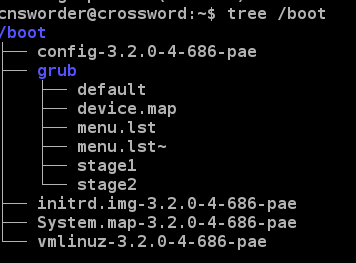 cnsworder@crossword:~$ tree /boot
/boot
├── config-3.2.0-4-686-pae
├── grub
│   ├── default
│   ├── device.map
│   ├── menu.lst
│   ├── menu.lst~
│   ├── stage1
│   └── stage2
├── initrd.img-3.2.0-4-686-pae
├── System.map-3.2.0-4-686-pae
└── vmlinuz-3.2.0-4-686-pae